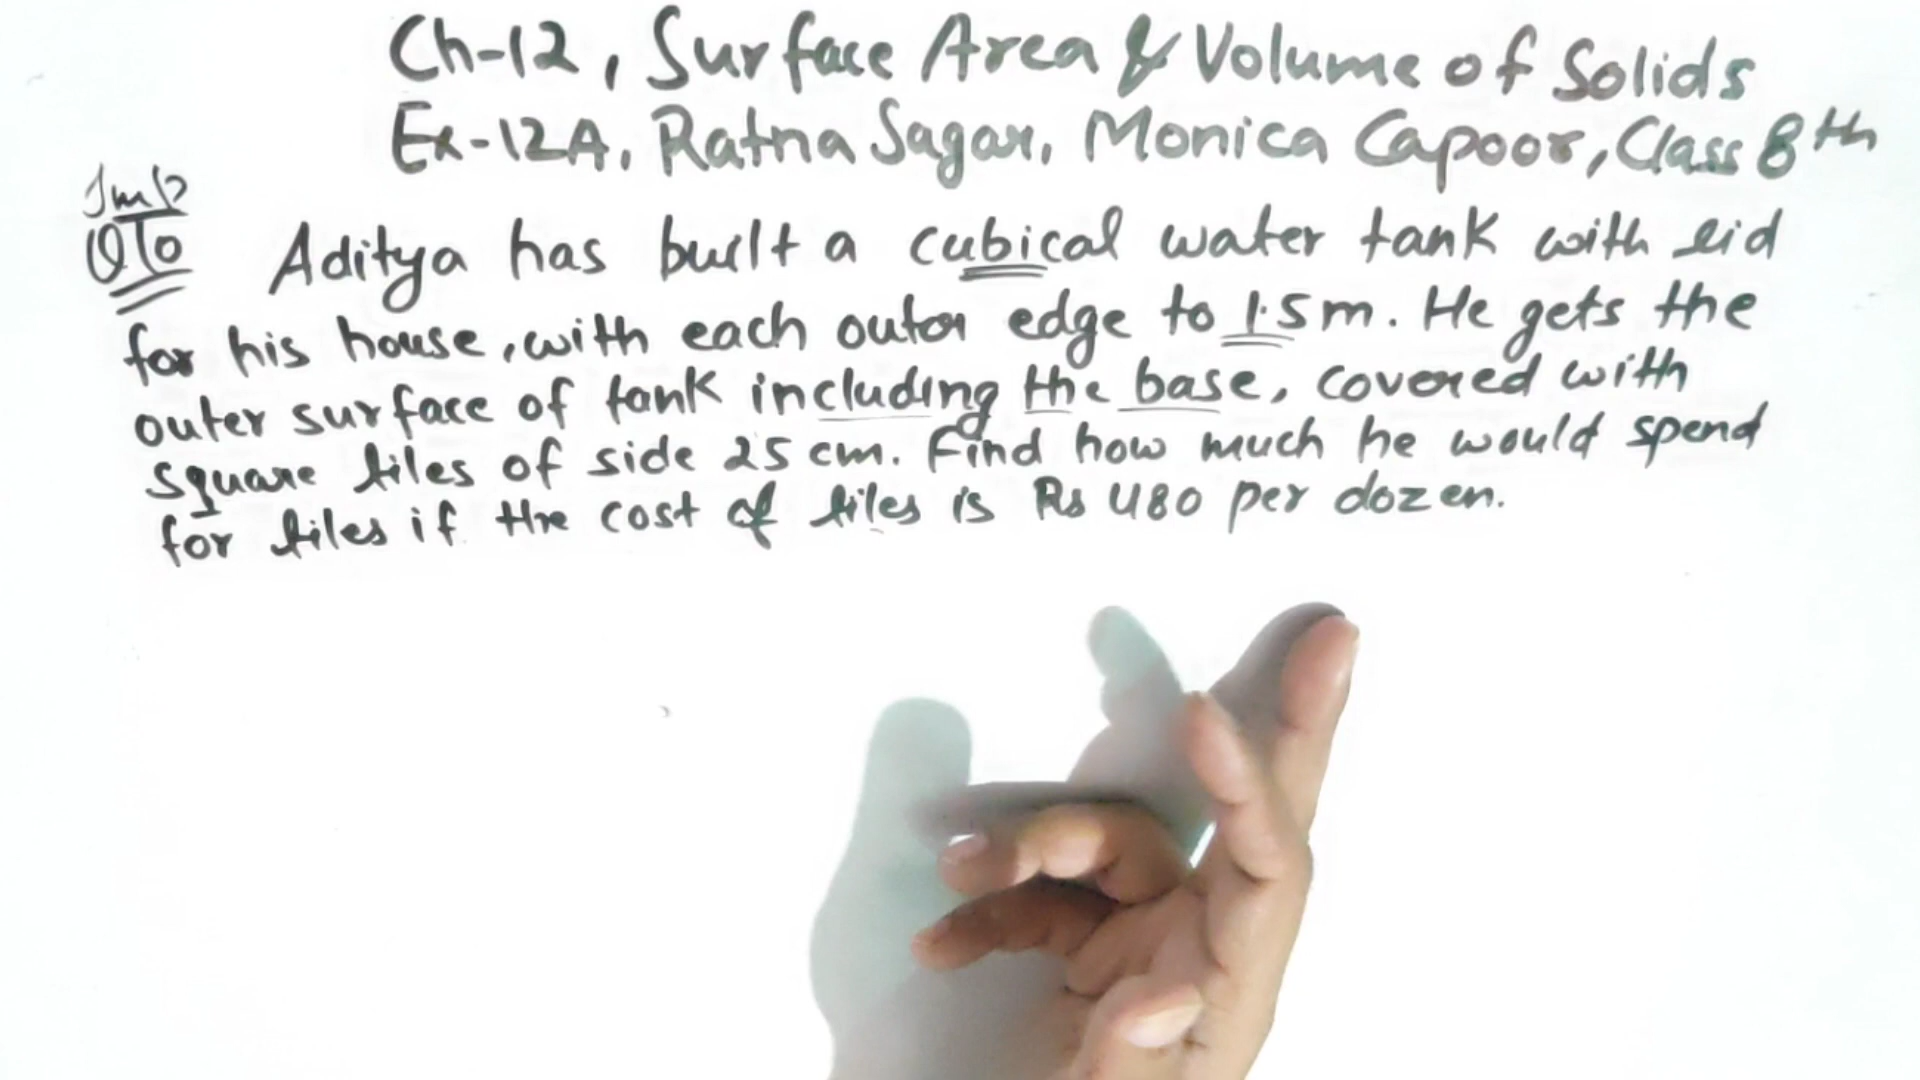 Ch-12, Surface Area & Volume of Solids
Ex-12A, Ratna Sagar, Monica Capoor, Class 8th
Imp
Q10 Aditya has built a cubical water tank with lid
for his house, with each outer edge to 1.5m. He gets the
outer surface of tank including the base, covered with
square tiles of side 25 cm. Find how much he would spend
for tiles if the cost of tiles is Rs 480 per dozen.